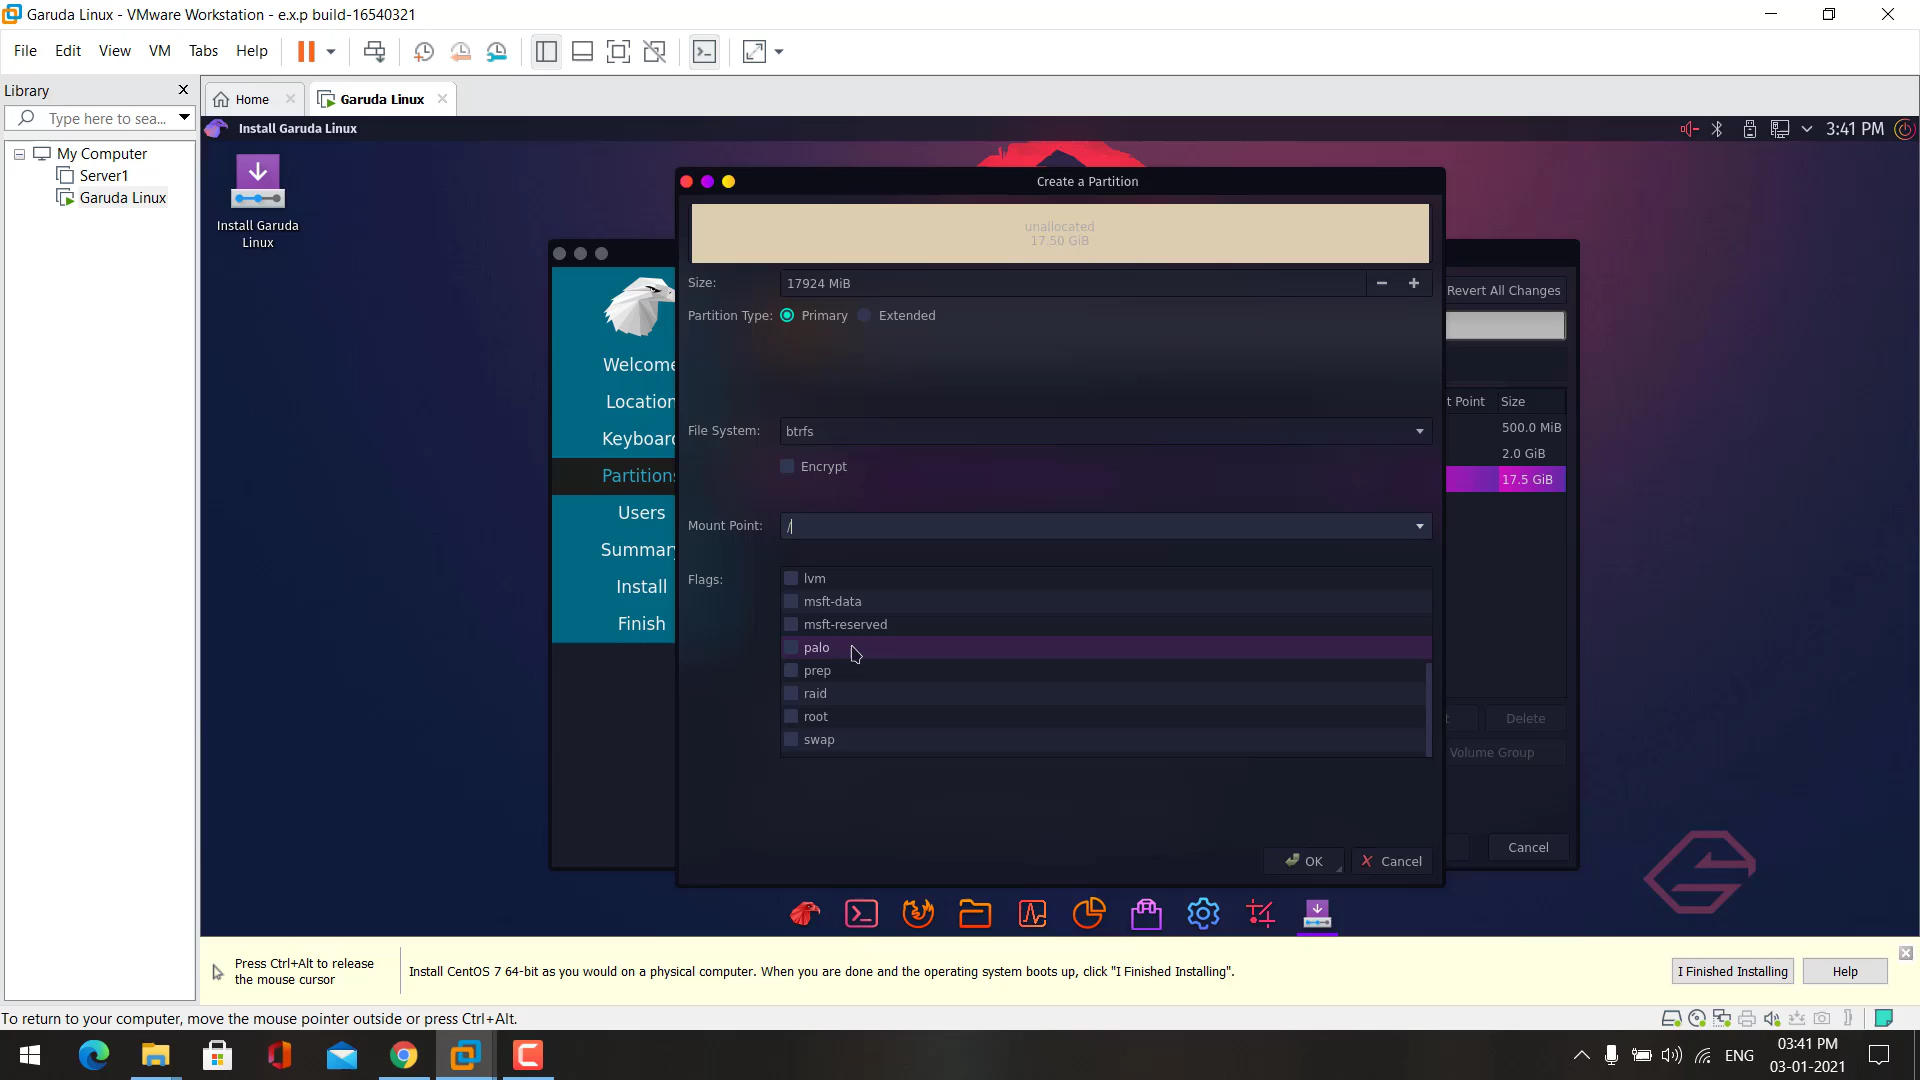 Garuda Linux - VMware Workstation - e.x.p build-16540321
File Edit View VM Tabs Help
Library
Type here to sea...
My Computer
Server1
Garuda Linux
Home
Garuda Linux
Install Garuda Linux
3:41 PM
Install Garuda
Linux
Create a Partition
unallocated
17.50 GiB
Size:
17924 MiB
Partition Type:
Primary
Extended
File System:
btrfs
Encrypt
Mount Point:
/
Flags:
lvm
msft-data
msft-reserved
palo
prep
raid
root
swap
OK
Cancel
Welcome
Location
Keyboard
Partitions
Users
Summary
Install
Finish
Revert All Changes
t Point
Size
500.0 MiB
2.0 GiB
17.5 GiB
t
Delete
Volume Group
Cancel
Press Ctrl+Alt to release
the mouse cursor
Install CentOS 7 64-bit as you would on a physical computer. When you are done and the operating system boots up, click "I Finished Installing".
I Finished Installing
Help
To return to your computer, move the mouse pointer outside or press Ctrl+Alt.
ENG
03:41 PM
03-01-2021